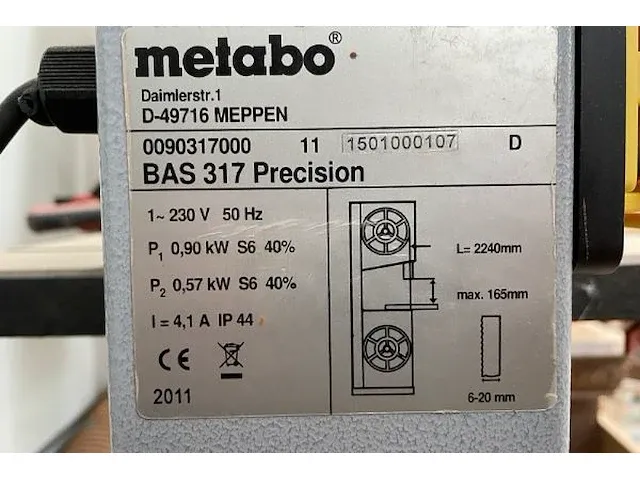 metabo®
Daimlerstr.1
D-49716 MEPPEN
0090317000 11 1501000107 D
BAS 317 Precision
1~ 230 V 50 Hz
P1 0,90 kW S6 40%
P2 0,57 kW S6 40%
I = 4,1 A IP 44
CE
2011
L= 2240mm
max. 165mm
6-20 mm